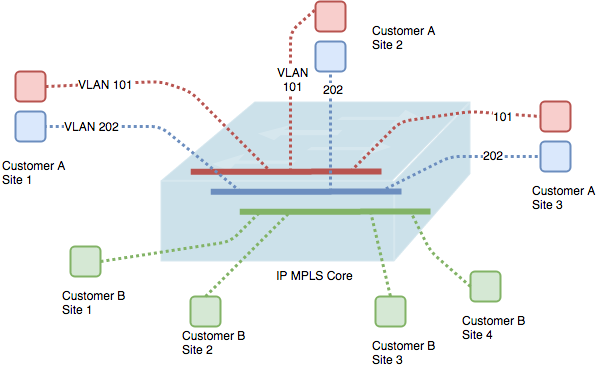 Customer A
Site 2
VLAN
101
202
VLAN 101
VLAN 202
101
202
Customer A
Site 1
Customer A
Site 3
IP MPLS Core
Customer B
Site 1
Customer B
Site 2
Customer B
Site 3
Customer B
Site 4